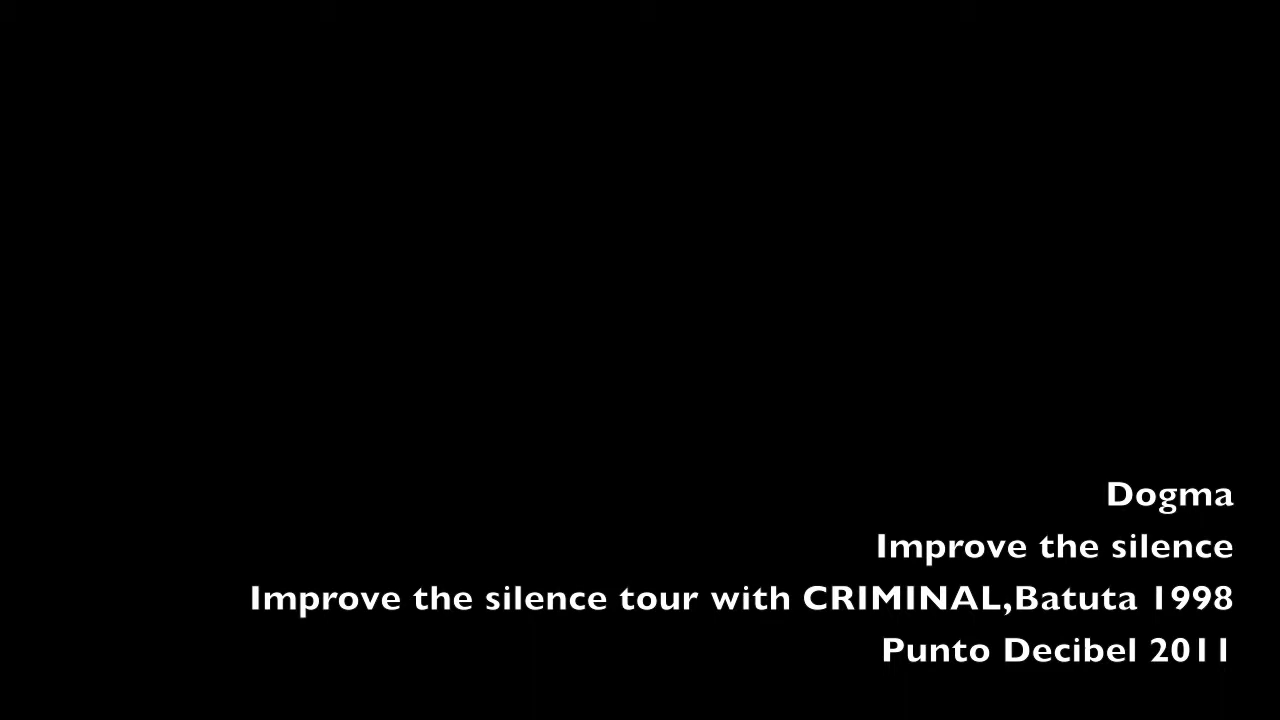 Dogma
Improve the silence
Improve the silence tour with CRIMINAL,Batuta 1998
Punto Decibel 2011